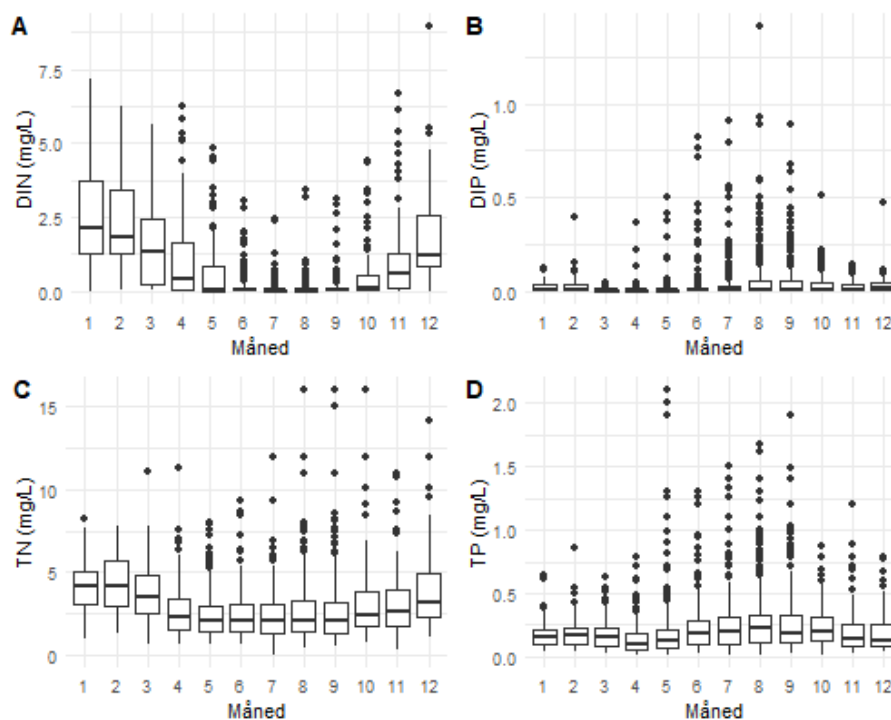 A
DIN (mg/L)
7.5
5.0
2.5
0.0
1 2 3 4 5 6 7 8 9 10 11 12
Måned
B
DIP (mg/L)
1.0
0.5
0.0
1 2 3 4 5 6 7 8 9 10 11 12
Måned
C
TN (mg/L)
15
10
5
0
1 2 3 4 5 6 7 8 9 10 11 12
Måned
D
TP (mg/L)
2.0
1.5
1.0
0.5
0.0
1 2 3 4 5 6 7 8 9 10 11 12
Måned